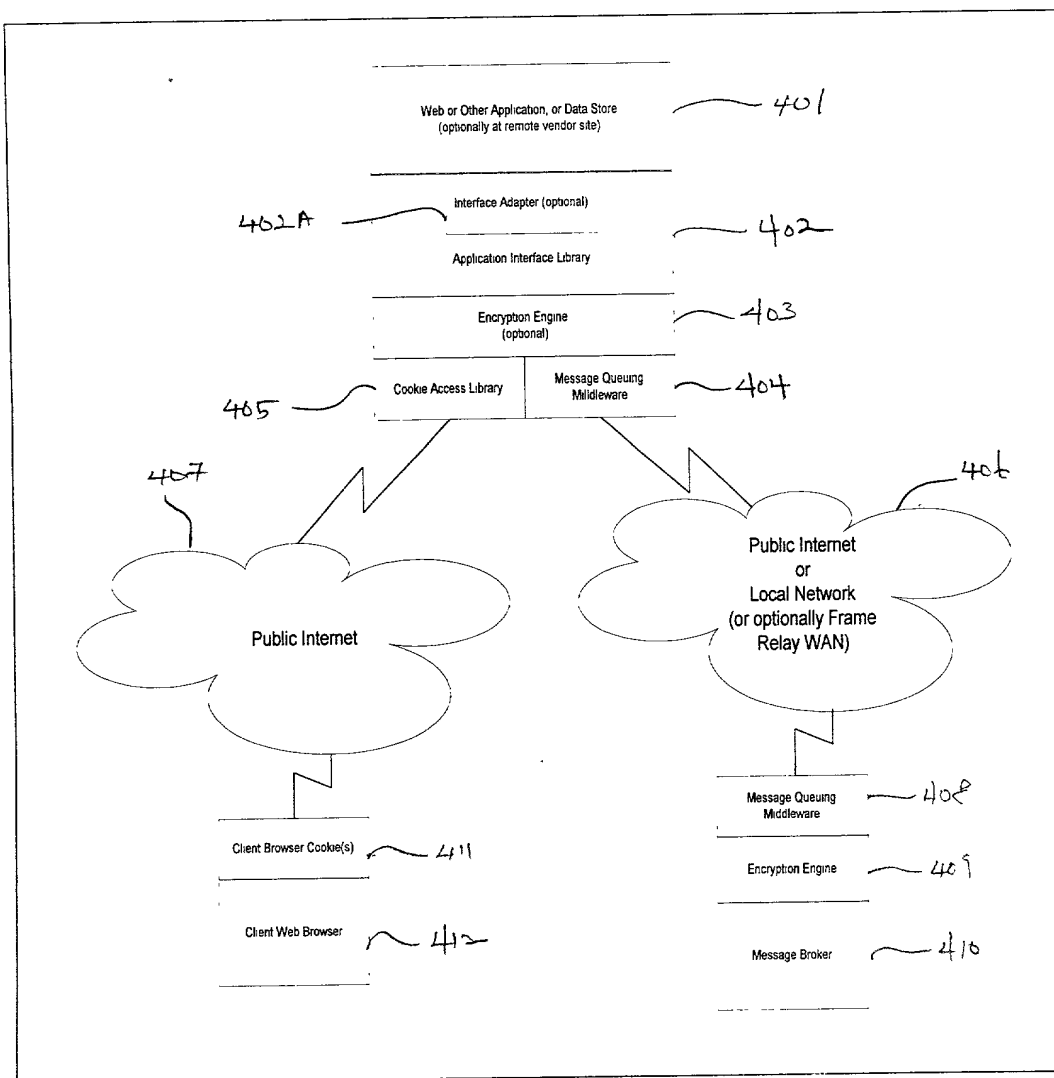 Web or Other Application, or Data Store
(optionally at remote vendor site)
401
Interface Adapter (optional)
402A
402
Application Interface Library
Encryption Engine
(optional)
403
Cookie Access Library
Message Queuing
Middleware
405
404
407
406
Public Internet
or
Local Network
(or optionally Frame
Relay WAN)
Public Internet
Message Queuing
Middleware
408
Client Browser Cookie(s)
411
Encryption Engine
409
Client Web Browser
412
Message Broker
410